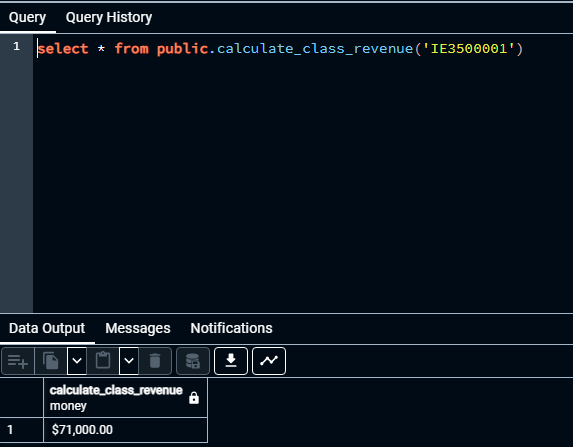 Query Query History
1 select * from public.calculate_class_revenue('IE3500001')
Data Output Messages Notifications
calculate_class_revenue
money
1 $71,000.00